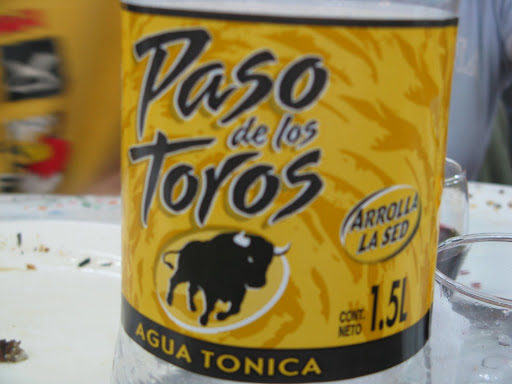 Paso
de los
Toros
ARROLLA
LA SED
CONT.
NETO 1.5L
AGUA TONICA